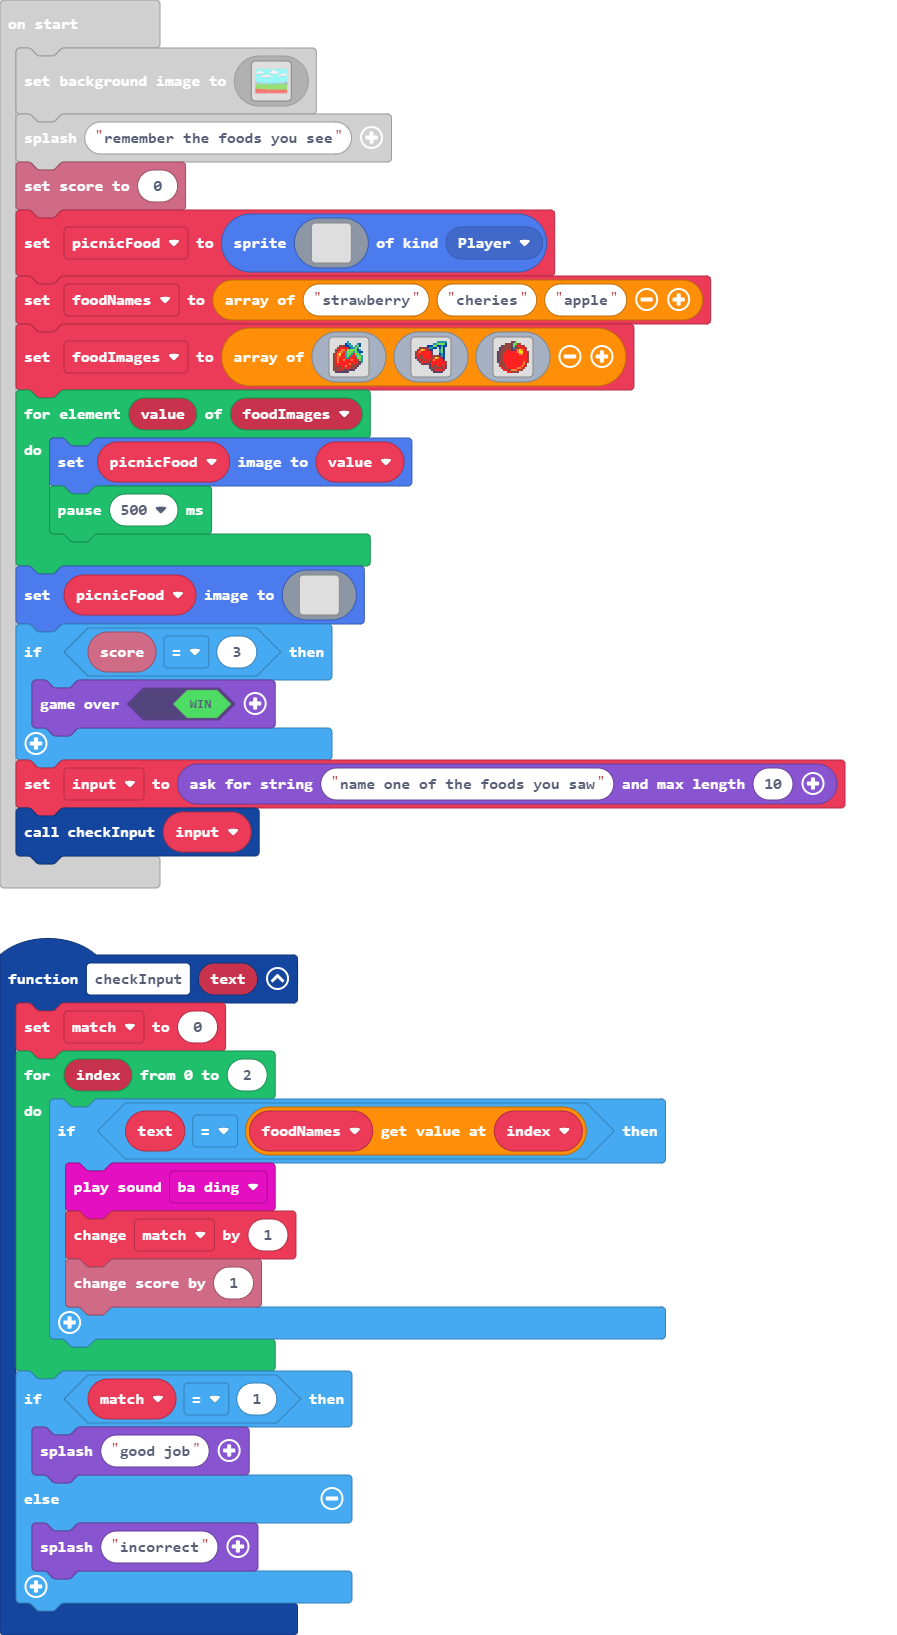 on start
set background image to
splash "remember the foods you see"
set score to 0
set picnicFood to sprite of kind Player
set foodNames to array of "strawberry" "cheries" "apple"
set foodImages to array of
for element value of foodImages
do
set picnicFood image to value
pause 500 ms
set picnicFood image to
if score = 3 then
game over WIN
set input to ask for string "name one of the foods you saw" and max length 10
call checkInput input
function checkInput text
set match to 0
for index from 0 to 2
do
if text = foodNames get value at index then
play sound ba ding
change match by 1
change score by 1
if match = 1 then
splash "good job"
else
splash "incorrect"